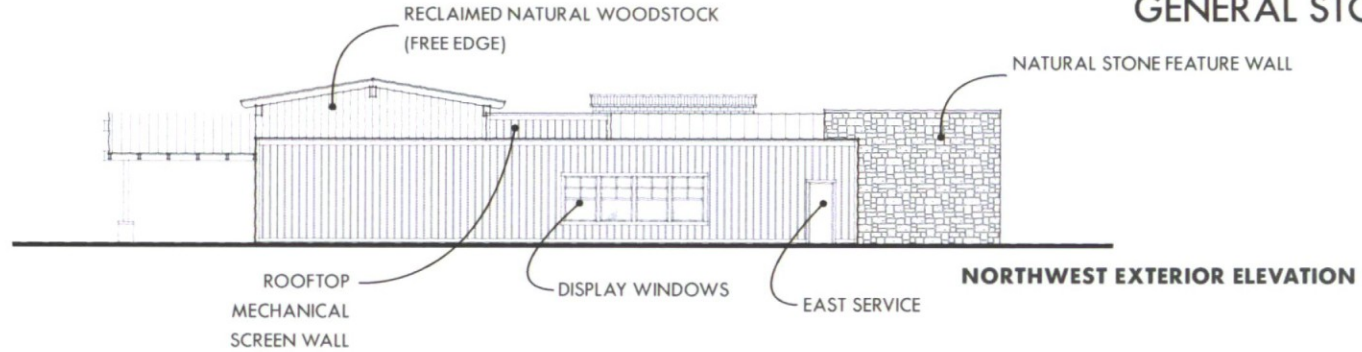 GENERAL STO
RECLAIMED NATURAL WOODSTOCK
(FREE EDGE)
NATURAL STONE FEATURE WALL
NORTHWEST EXTERIOR ELEVATION
ROOFTOP
MECHANICAL
SCREEN WALL
DISPLAY WINDOWS
EAST SERVICE